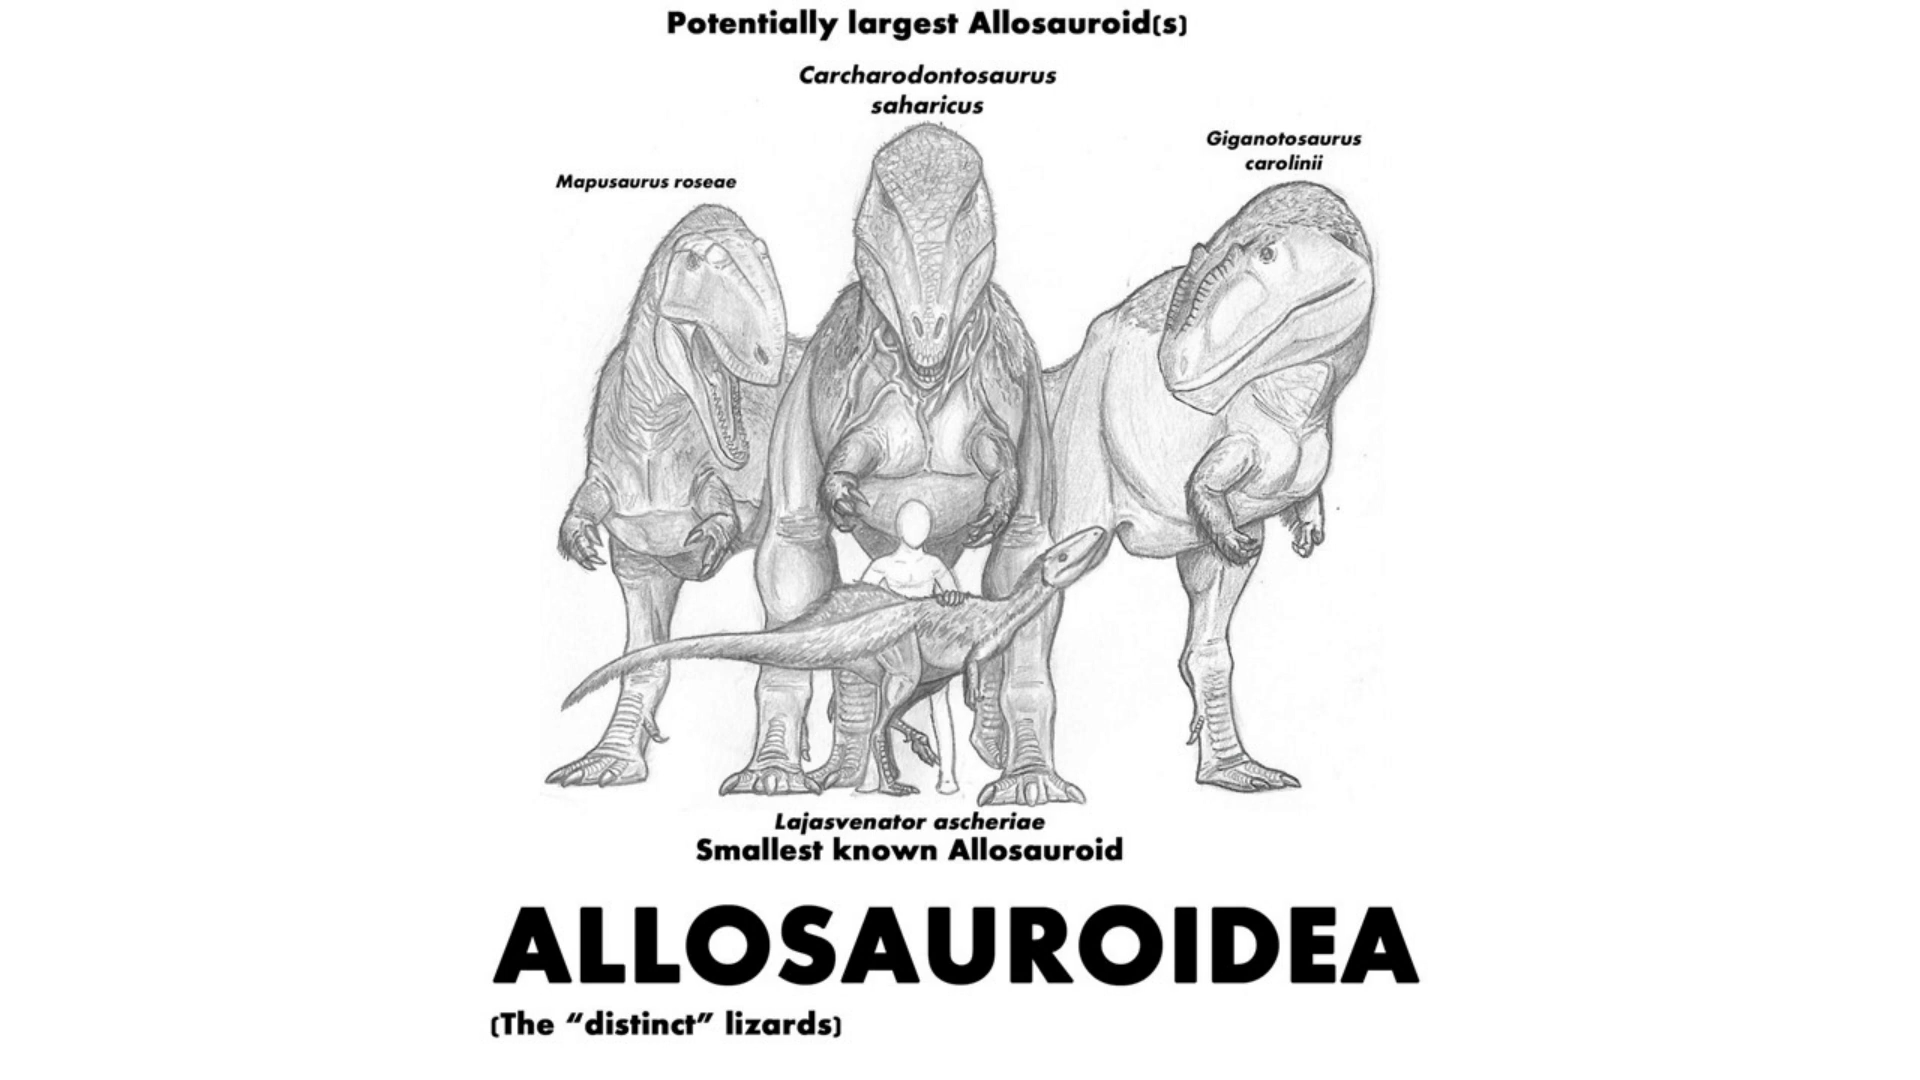 Potentially largest Allosauroid(s)
Carcharodontosaurus
saharicus
Giganotosaurus
carolinii
Mapusaurus roseae
Lajasvenator ascheriae
Smallest known Allosauroid
ALLOSAUROIDEA
(The “distinct” lizards)